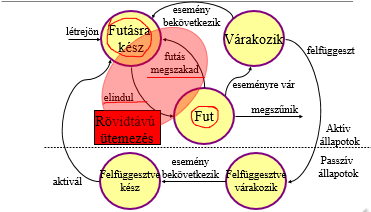 esemény
bekövetkezik
létrejön
Futásra
kész
Várakozik
felfüggeszt
futás
megszakad
elindul
eseményre vár
Rövidtávú
ütemezés
Fut
megszűnik
Aktív
állapotok
Passzív
állapotok
aktivál
Felfüggesztve
kész
esemény
bekövetkezik
Felfüggesztve
várakozik